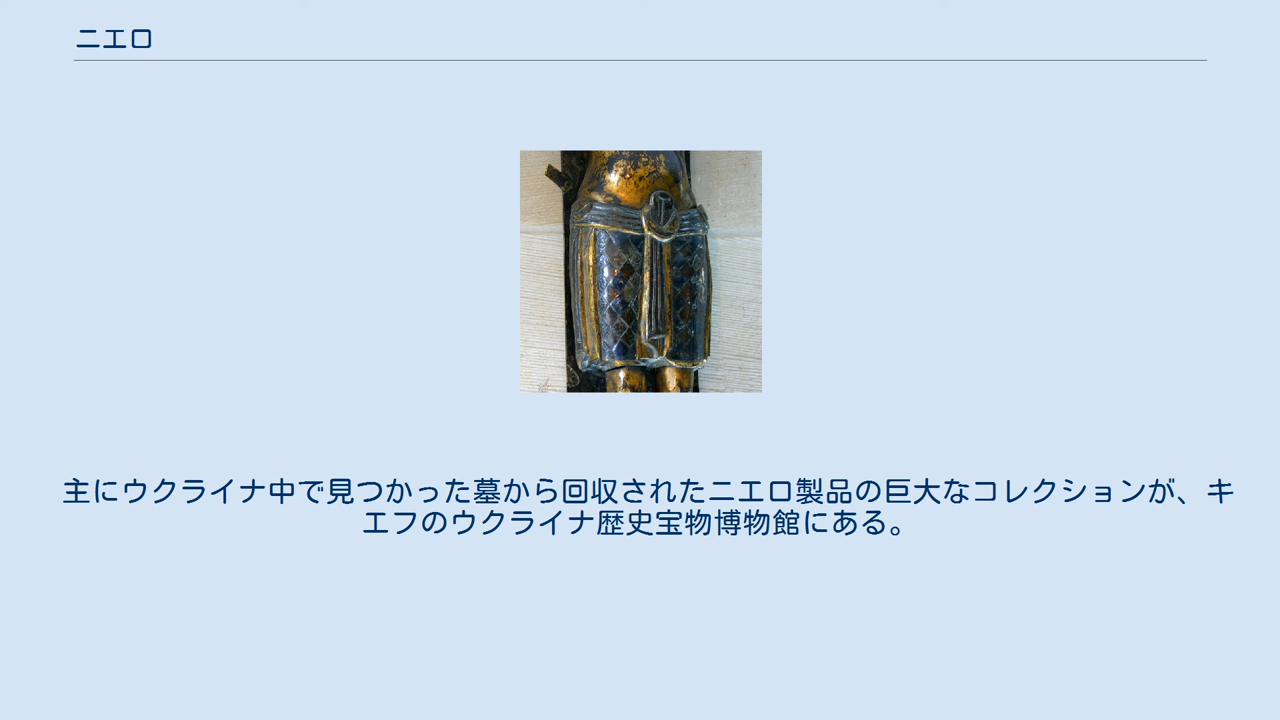 ニエロ
主にウクライナ中で見つかった墓から回収されたニエロ製品の巨大なコレクションが、キ
エフのウクライナ歴史宝物博物館にある。